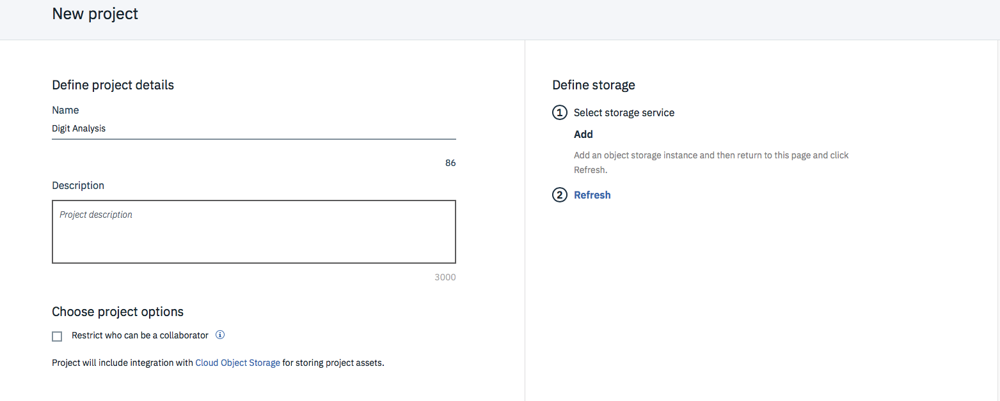 New project
Define project details
Name
Digit Analysis
86
Description
Project description
3000
Choose project options
Restrict who can be a collaborator
Project will include integration with Cloud Object Storage for storing project assets.
Define storage
1 Select storage service
Add
Add an object storage instance and then return to this page and click
Refresh.
2 Refresh